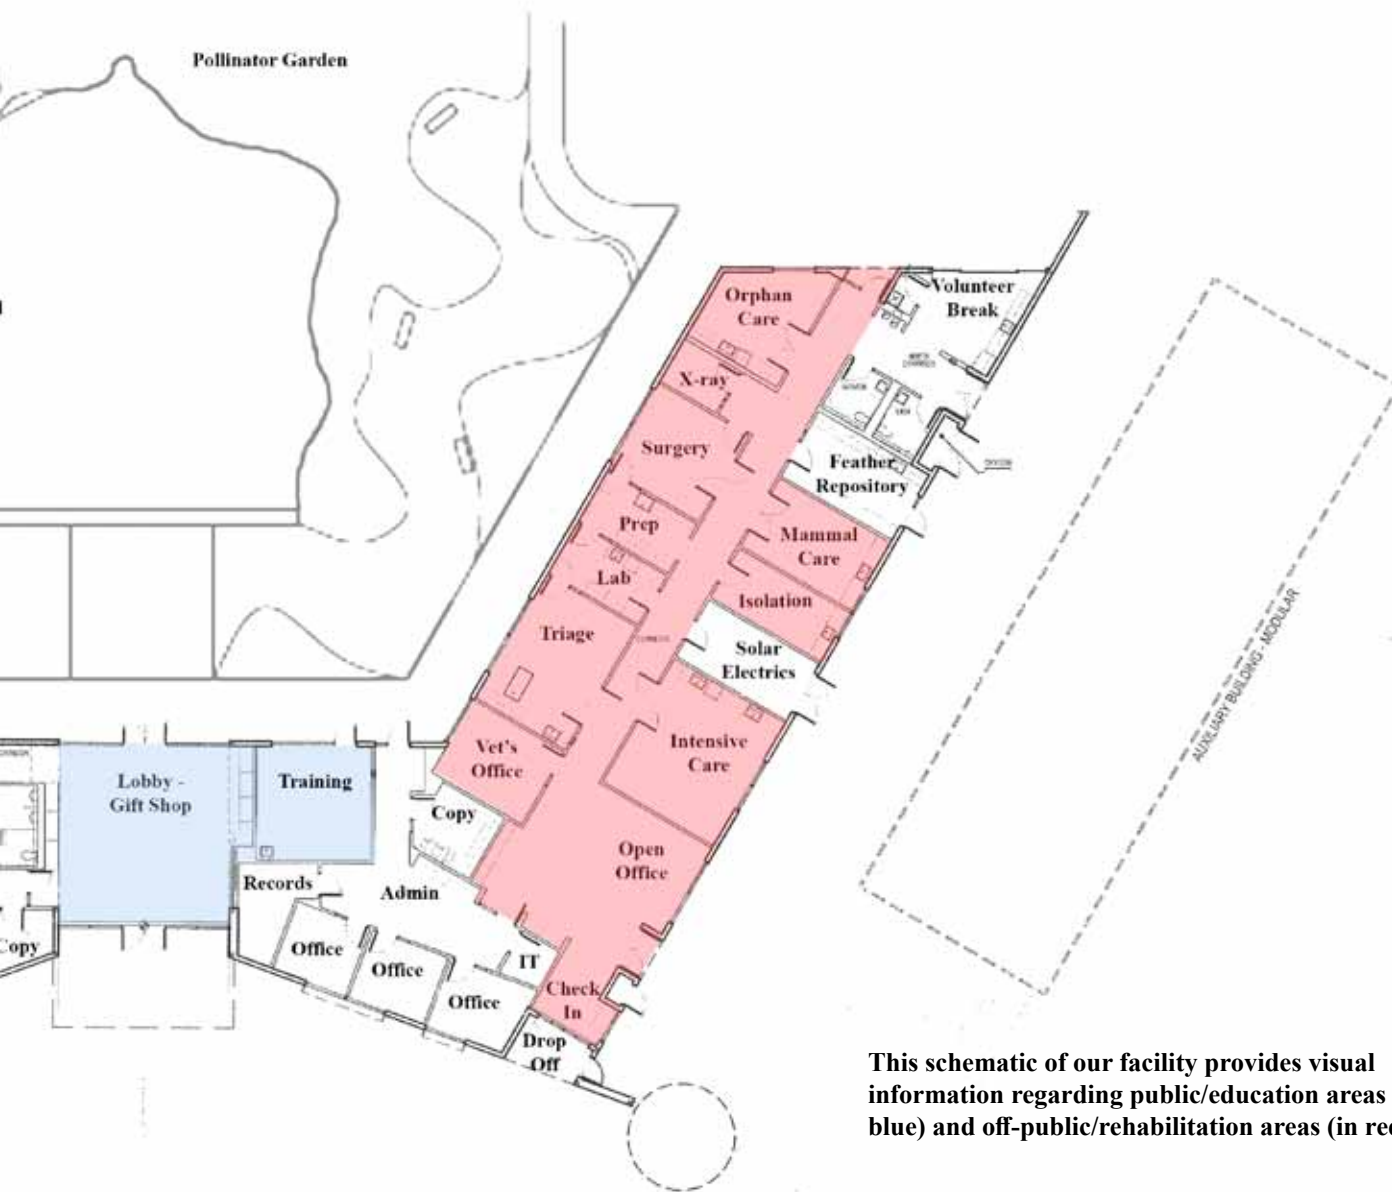 Pollinator Garden
Orphan
Care
Volunteer
Break
X-ray
Surgery
Feather
Repository
Prep
Mammal
Care
Lab
Isolation
Triage
Solar
Electrics
Vet's
Office
Intensive
Care
Lobby -
Gift Shop
Training
Copy
Open
Office
Records
Admin
Copy
Office
Office
IT
Office
Check
In
Drop
Off
AUXILIARY BUILDING - MODULAR
This schematic of our facility provides visual
information regarding public/education areas
blue) and off-public/rehabilitation areas (in re